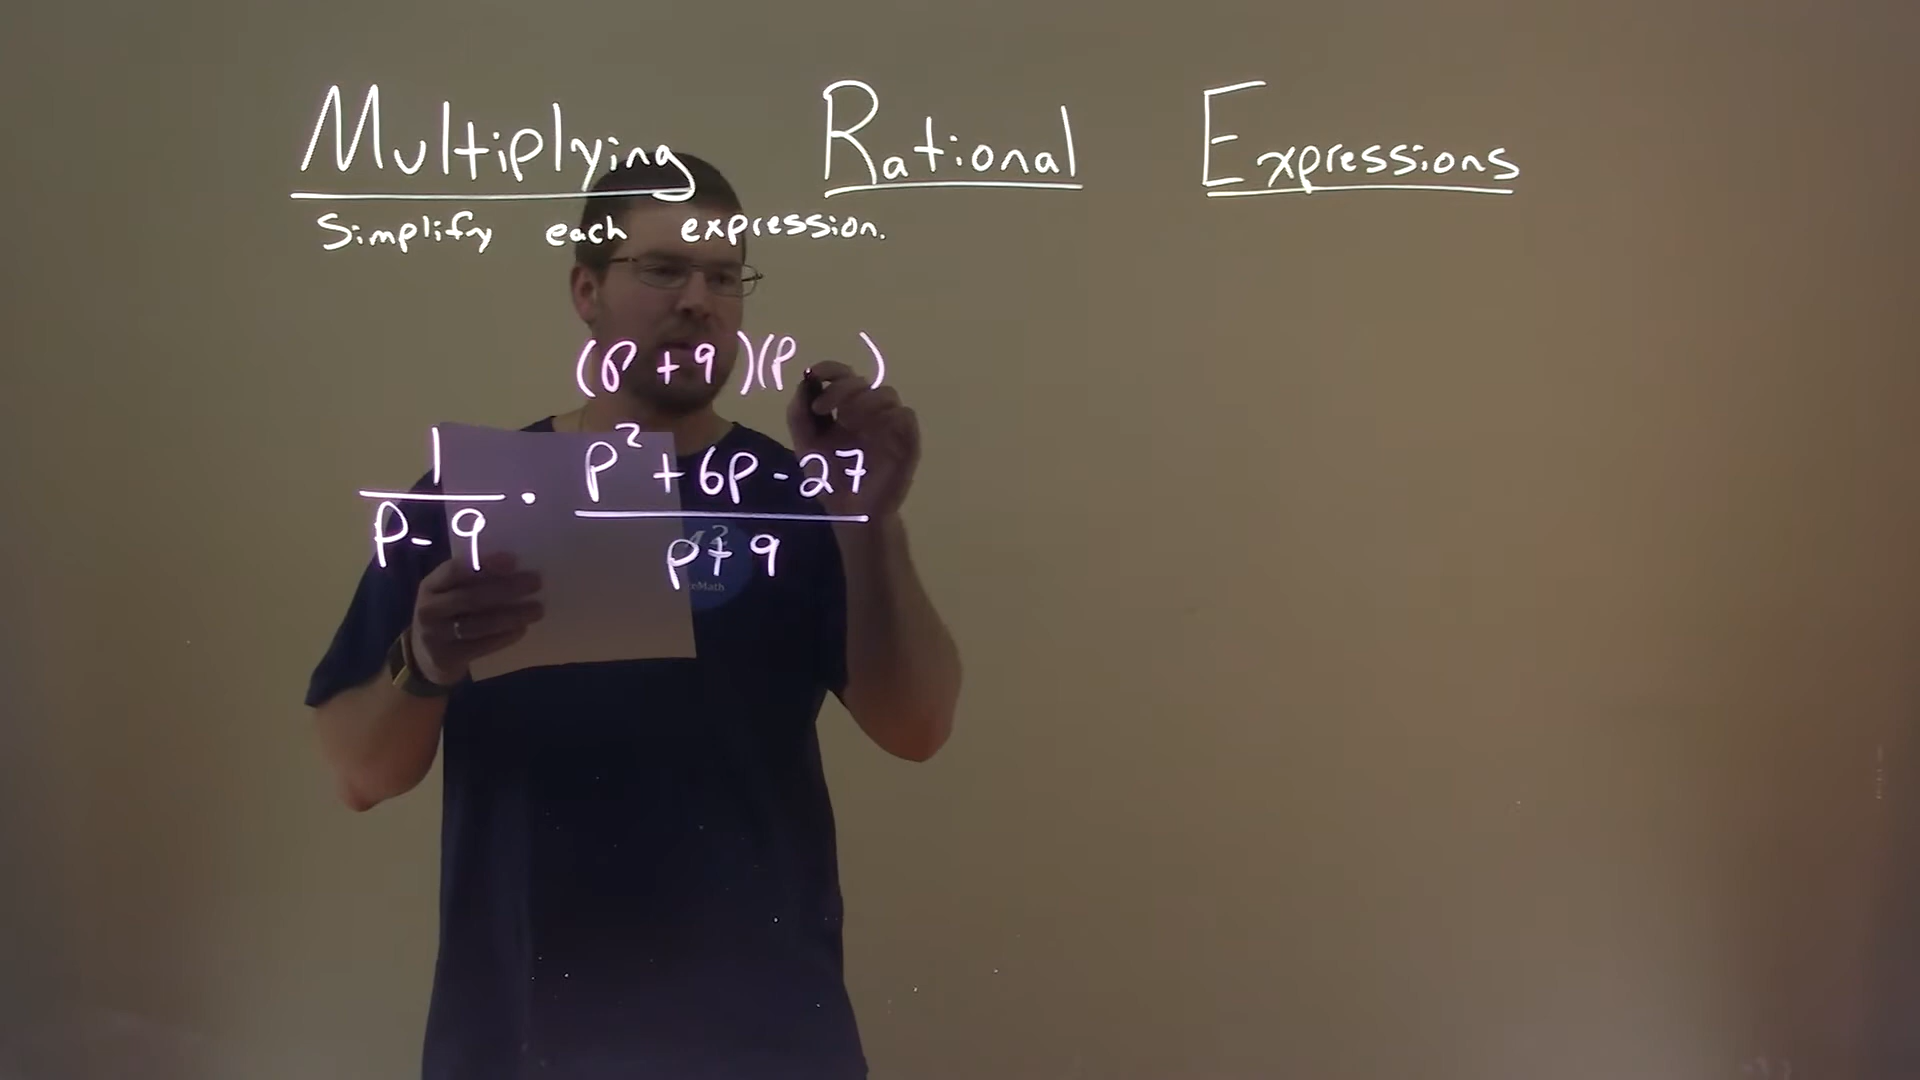 Multiplying Rational Expressions
Simplify each expression.
(p + 9)(p )
1 / p - 9 · p² + 6p - 27 / p + 9